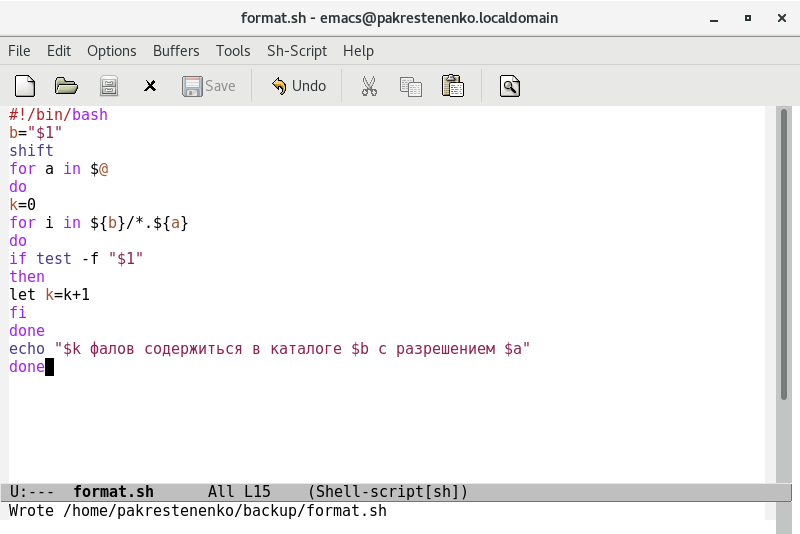 format.sh - emacs@pakrestenenko.localdomain
File Edit Options Buffers Tools Sh-Script Help
Save Undo
#!/bin/bash
b="$1"
shift
for a in $@
do
k=0
for i in ${b}/*.${a}
do
if test -f "$1"
then
let k=k+1
fi
done
echo "$k фалов содержиться в каталоге $b с разрешением $a"
done
U:--- format.sh All L15 (Shell-script[sh])
Wrote /home/pakrestenenko/backup/format.sh